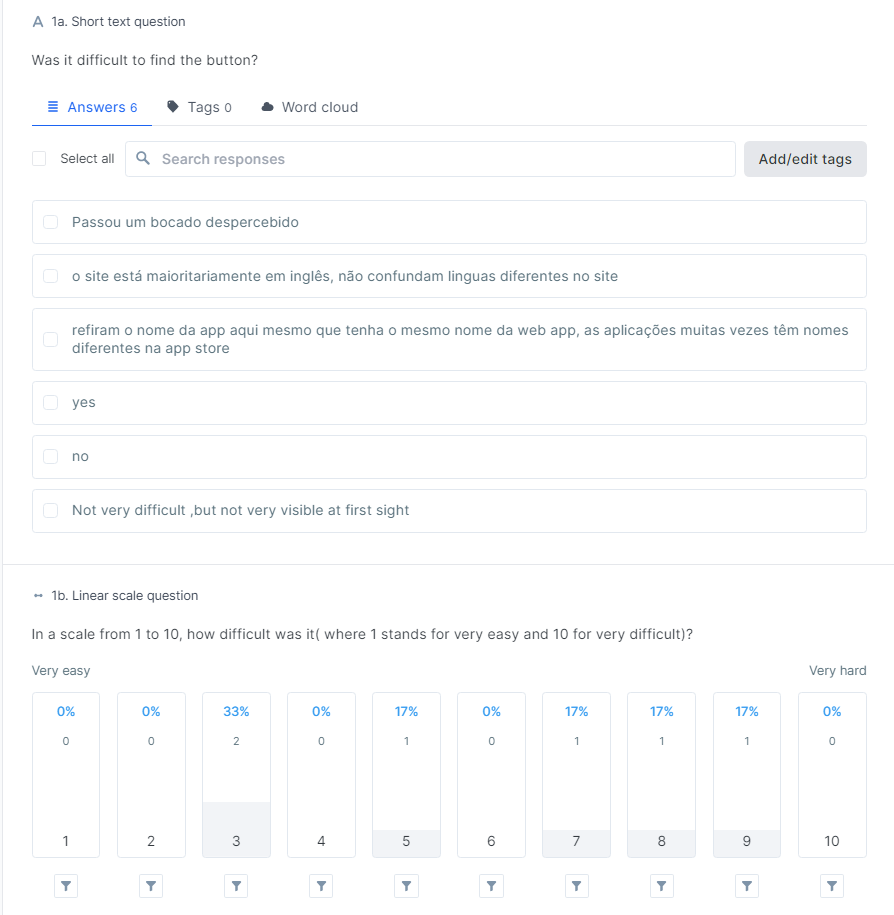 1a. Short text question
Was it difficult to find the button?
Answers 6 Tags 0 Word cloud
Select all Search responses Add/edit tags
Passou um bocado despercebido
o site está maioritariamente em inglês, não confundam linguas diferentes no site
refiram o nome da app aqui mesmo que tenha o mesmo nome da web app, as aplicações muitas vezes têm nomes
diferentes na app store
yes
no
Not very difficult ,but not very visible at first sight
1b. Linear scale question
In a scale from 1 to 10, how difficult was it( where 1 stands for very easy and 10 for very difficult)?
Very easy Very hard
0% 0% 33% 0% 17% 0% 17% 17% 17% 0%
0 0 2 0 1 0 1 1 1 0
1 2 3 4 5 6 7 8 9 10